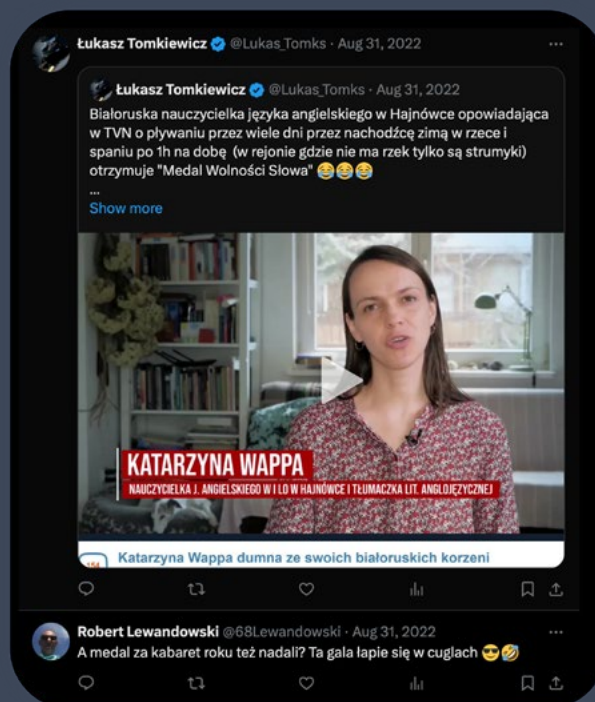 Łukasz Tomkiewicz @Lukas_Tomks · Aug 31, 2022
Łukasz Tomkiewicz @Lukas_Tomks · Aug 31, 2022
Białoruska nauczycielka języka angielskiego w Hajnówce opowiadająca
w TVN o pływaniu przez wiele dni przez nachodźcę zimą w rzece i
spaniu po 1h na dobę (w rejonie gdzie nie ma rzek tylko są strumyki)
otrzymuje "Medal Wolności Słowa" 😂😂😂
...
Show more
KATARZYNA WAPPA
NAUCZYCIELKA J. ANGIELSKIEGO W I LO W HAJNÓWCE I TŁUMACZKA LIT. ANGLOJĘZYCZNEJ
Katarzyna Wappa dumna ze swoich białoruskich korzeni
Robert Lewandowski @68Lewandowski · Aug 31, 2022
A medal za kabaret roku też nadali? Ta gala łapie się w cuglach 😎🤣